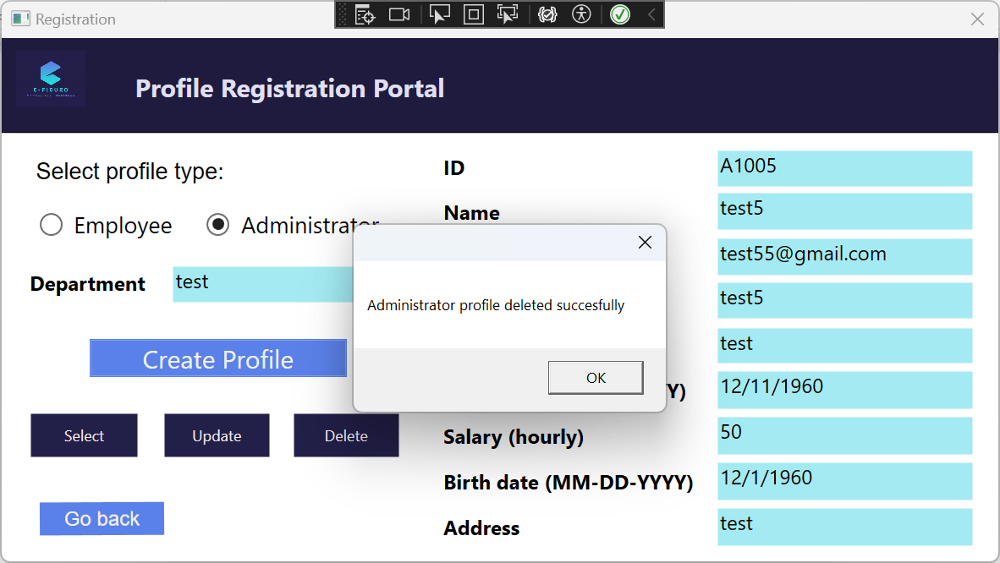 Registration
E-FIGURO
Profile Registration Portal
Select profile type:
Employee
Administrator
Department
test
Create Profile
Select
Update
Delete
Go back
ID
A1005
Name
test5
test55@gmail.com
test5
test
Y)
12/11/1960
Salary (hourly)
50
Birth date (MM-DD-YYYY)
12/1/1960
Address
test
Administrator profile deleted succesfully
OK